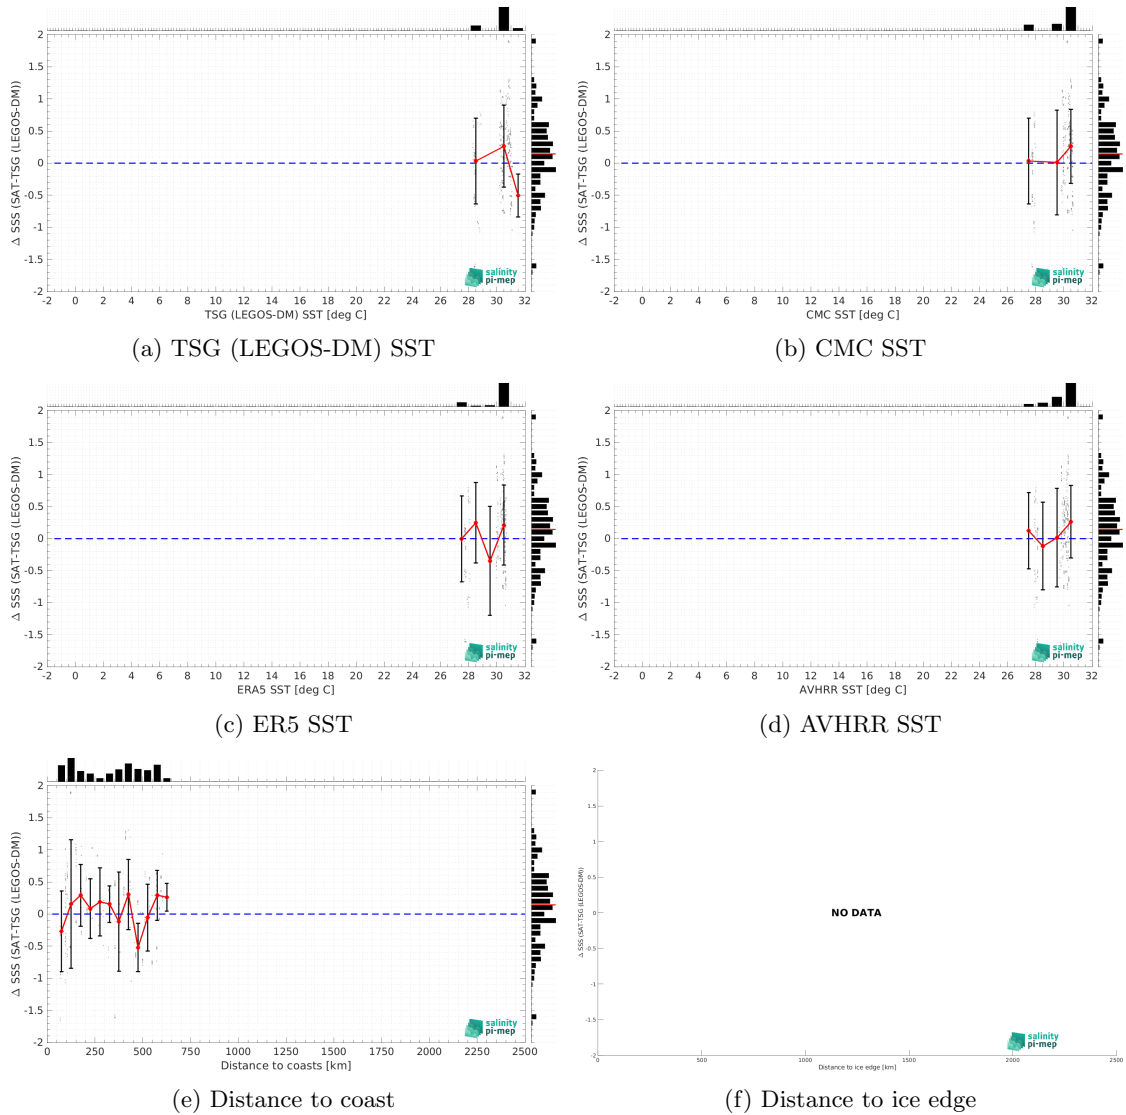 2
1.5
1
0.5
0
-0.5
-1
-1.5
-2
Δ SSS (SAT-TSG (LEGOS-DM))
-2 0 2 4 6 8 10 12 14 16 18 20 22 24 26 28 30 32
TSG (LEGOS-DM) SST [deg C]
salinity
pi-mep
(a) TSG (LEGOS-DM) SST
2
1.5
1
0.5
0
-0.5
-1
-1.5
-2
Δ SSS (SAT-TSG (LEGOS-DM))
-2 0 2 4 6 8 10 12 14 16 18 20 22 24 26 28 30 32
CMC SST [deg C]
salinity
pi-mep
(b) CMC SST
2
1.5
1
0.5
0
-0.5
-1
-1.5
-2
Δ SSS (SAT-TSG (LEGOS-DM))
-2 0 2 4 6 8 10 12 14 16 18 20 22 24 26 28 30 32
ERA5 SST [deg C]
salinity
pi-mep
(c) ER5 SST
2
1.5
1
0.5
0
-0.5
-1
-1.5
-2
Δ SSS (SAT-TSG (LEGOS-DM))
-2 0 2 4 6 8 10 12 14 16 18 20 22 24 26 28 30 32
AVHRR SST [deg C]
salinity
pi-mep
(d) AVHRR SST
2
1.5
1
0.5
0
-0.5
-1
-1.5
-2
Δ SSS (SAT-TSG (LEGOS-DM))
0 250 500 750 1000 1250 1500 1750 2000 2250 2500
Distance to coasts [km]
salinity
pi-mep
(e) Distance to coast
2
1.5
1
0.5
0
-0.5
-1
-1.5
-2
Δ SSS (SAT-TSG (LEGOS-DM))
NO DATA
0 500 1000 1500 2000 2500
Distance to ice edge [km]
salinity
pi-mep
(f) Distance to ice edge